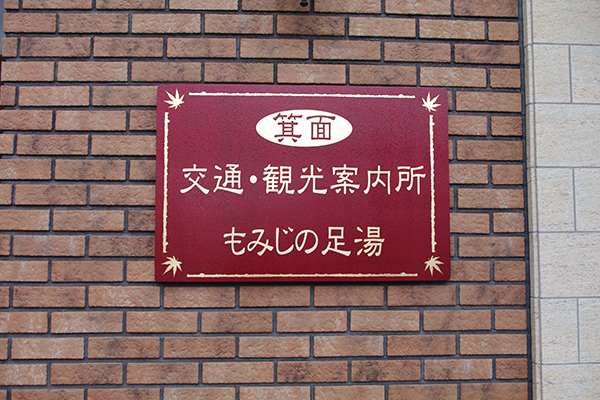 箕面
交通・観光案内所
もみじの足湯